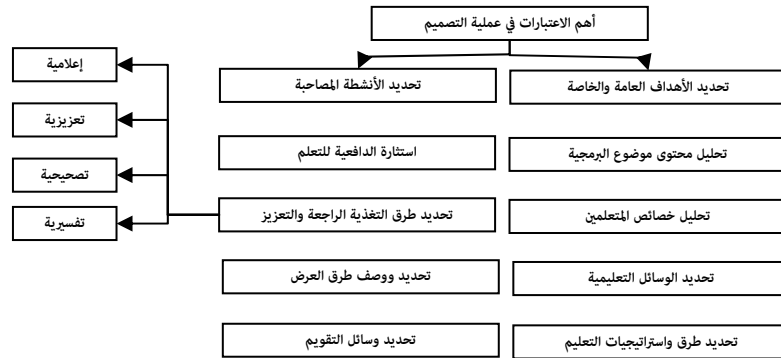 أهم الاعتبارات في عملية التصميم
تحديد الأهداف العامة والخاصة
تحليل محتوى موضوع البرمجية
تحليل خصائص المتعلمين
تحديد الوسائل التعليمية
تحديد طرق واستراتيجيات التعليم
تحديد الأنشطة المصاحبة
استثارة الدافعية للتعلم
تحديد طرق التغذية الراجعة والتعزيز
تحديد ووصف طرق العرض
تحديد وسائل التقويم
إعلامية
تعزيزية
تصحيحية
تفسيرية